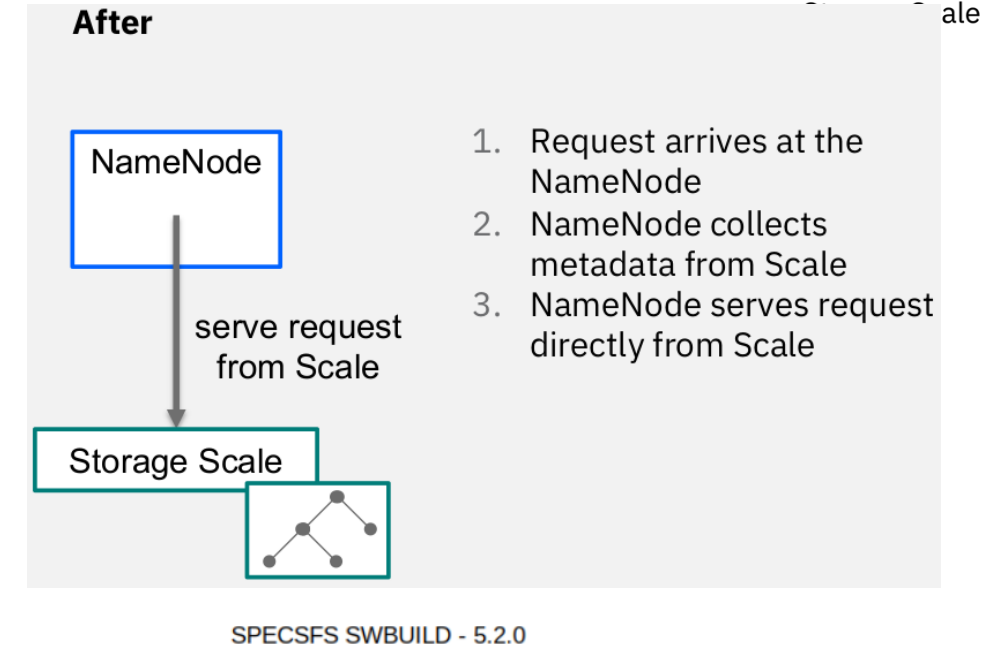 ale
After
NameNode
serve request
from Scale
Storage Scale
1. Request arrives at the
NameNode
2. NameNode collects
metadata from Scale
3. NameNode serves request
directly from Scale
SPECSFS SWBUILD - 5.2.0